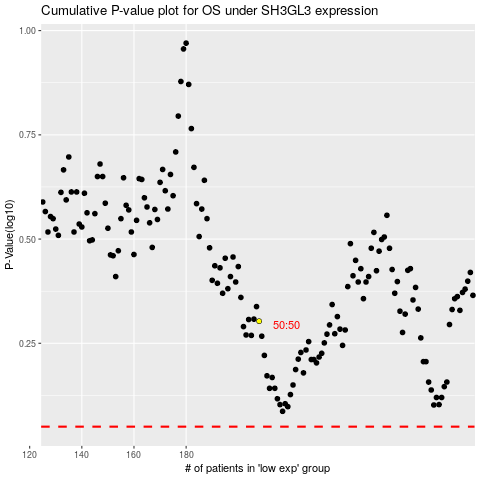 Cumulative P-value plot for OS under SH3GL3 expression
1.00
0.75
0.50
0.25
P-Value(log10)
50:50
120 140 160 180
# of patients in 'low exp' group